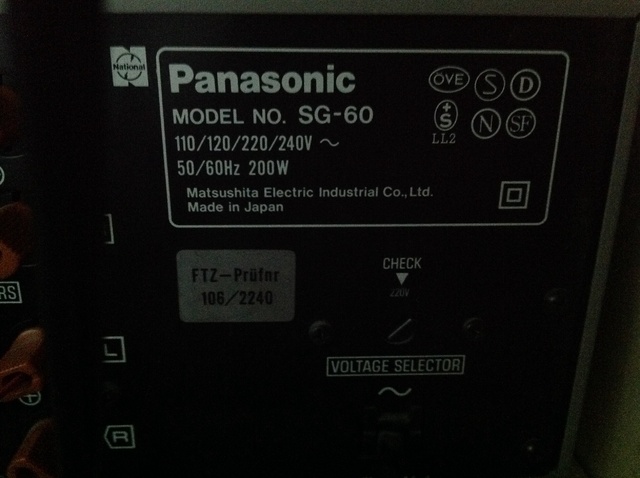 National
Panasonic
MODEL NO. SG-60
110/120/220/240V ~
50/60Hz 200W
Matsushita Electric Industrial Co., Ltd.
Made in Japan
OVE S D
+S N SF
LL2
FTZ-Prüfnr
106/2240
CHECK
220V
VOLTAGE SELECTOR
~
RS
L
R